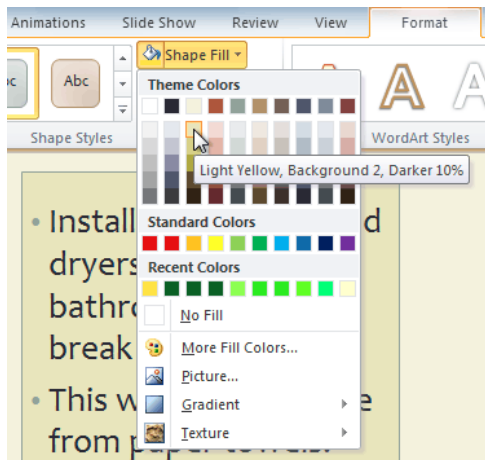 Animations Slide Show Review View Format
Shape Fill
Abc
Theme Colors
Shape Styles
WordArt Styles
Light Yellow, Background 2, Darker 10%
Standard Colors
Recent Colors
No Fill
More Fill Colors...
Picture...
Gradient
Texture
• Install d
dryers
bathro
break
• This w e
from paper towels.